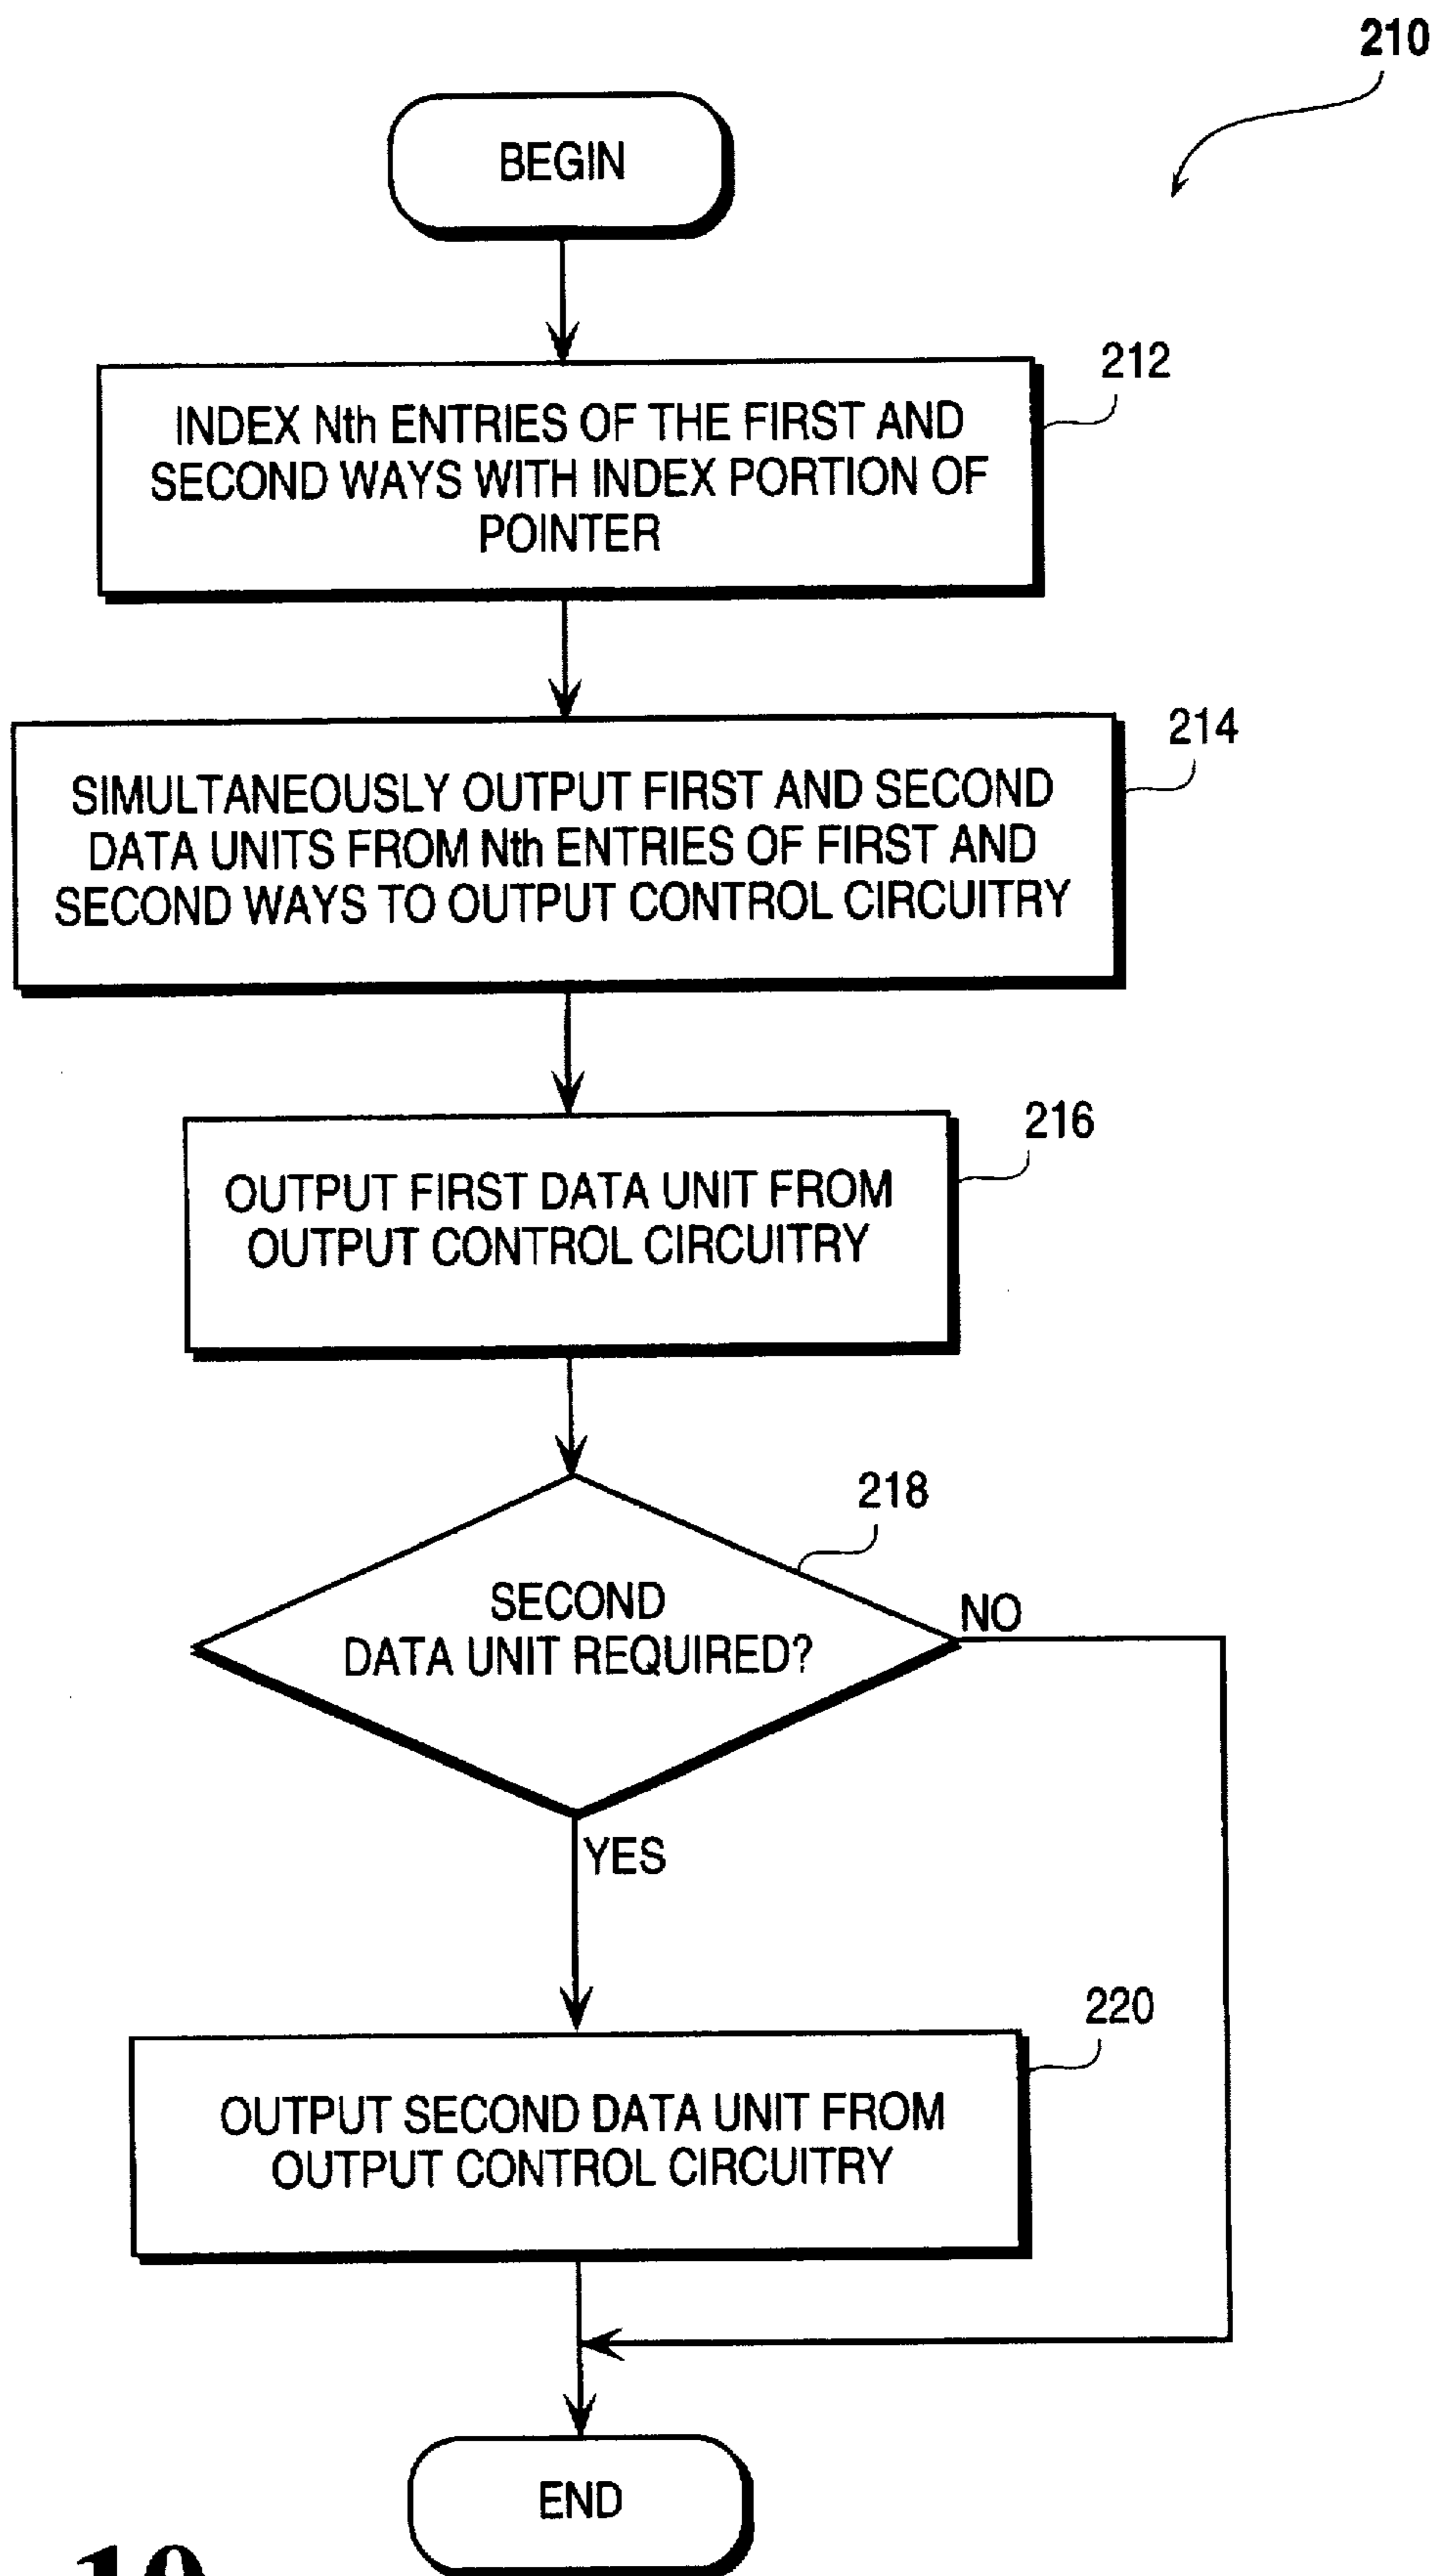 210
BEGIN
212
INDEX Nth ENTRIES OF THE FIRST AND
SECOND WAYS WITH INDEX PORTION OF
POINTER
214
SIMULTANEOUSLY OUTPUT FIRST AND SECOND
DATA UNITS FROM Nth ENTRIES OF FIRST AND
SECOND WAYS TO OUTPUT CONTROL CIRCUITRY
216
OUTPUT FIRST DATA UNIT FROM
OUTPUT CONTROL CIRCUITRY
218
SECOND
DATA UNIT REQUIRED?
NO
YES
220
OUTPUT SECOND DATA UNIT FROM
OUTPUT CONTROL CIRCUITRY
END